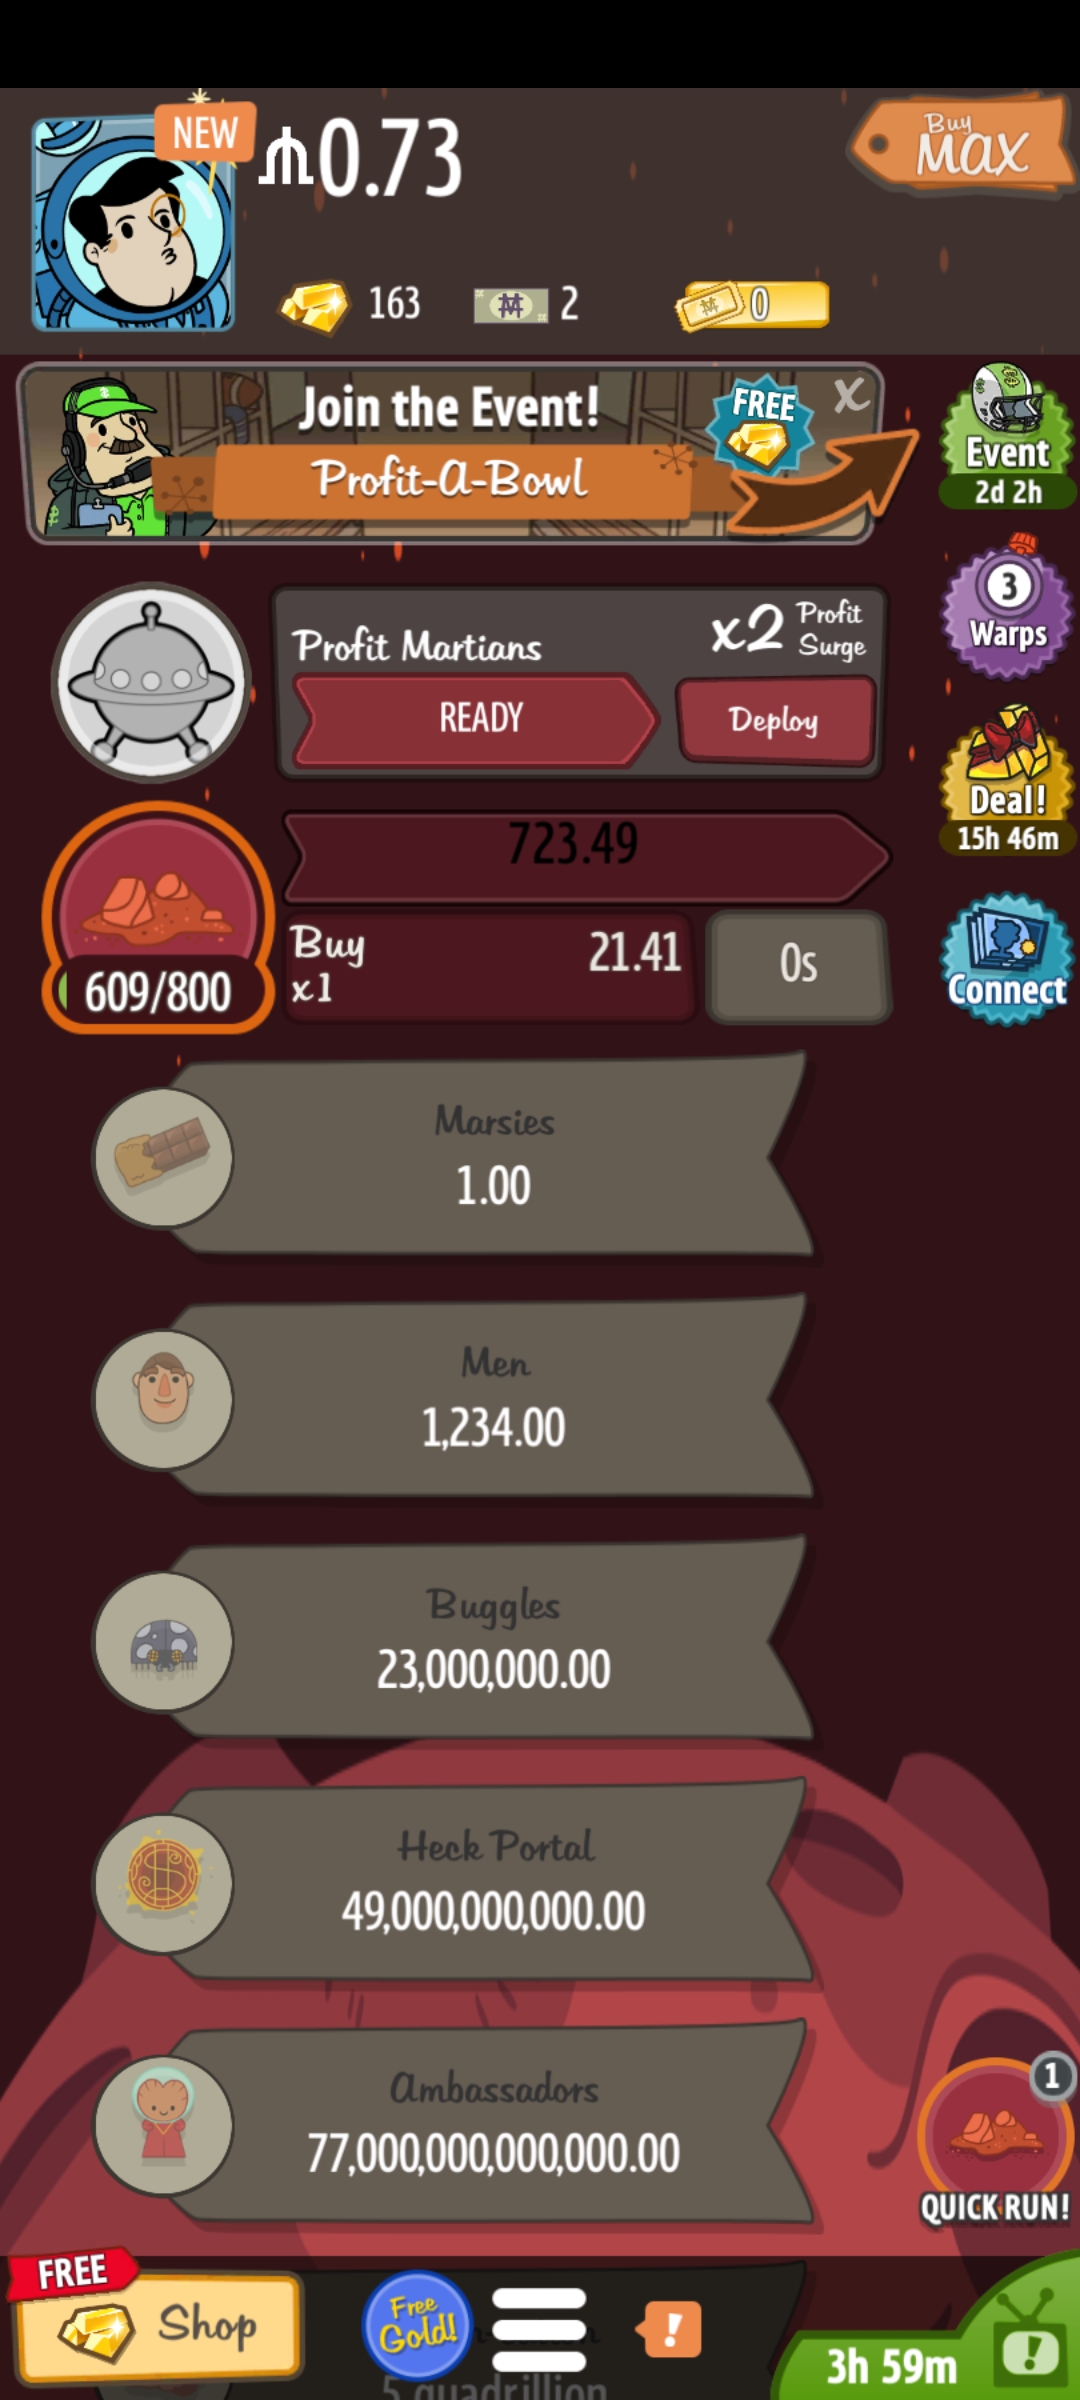 NEW
0.73
Buy
MAX
163
2
0
Join the Event!
FREE
X
Profit-A-Bowl
Event
2d 2h
3
Warps
Profit Martians
x2 Profit Surge
READY
Deploy
Deal!
15h 46m
723.49
609/800
Buy
x1
21.41
0s
Connect
Marsies
1.00
Men
1,234.00
Buggles
23,000,000.00
Heck Portal
49,000,000,000.00
Ambassadors
77,000,000,000,000.00
1
QUICK RUN!
FREE
Shop
Free
Gold!
!
3h 59m
!
5 quadrillion